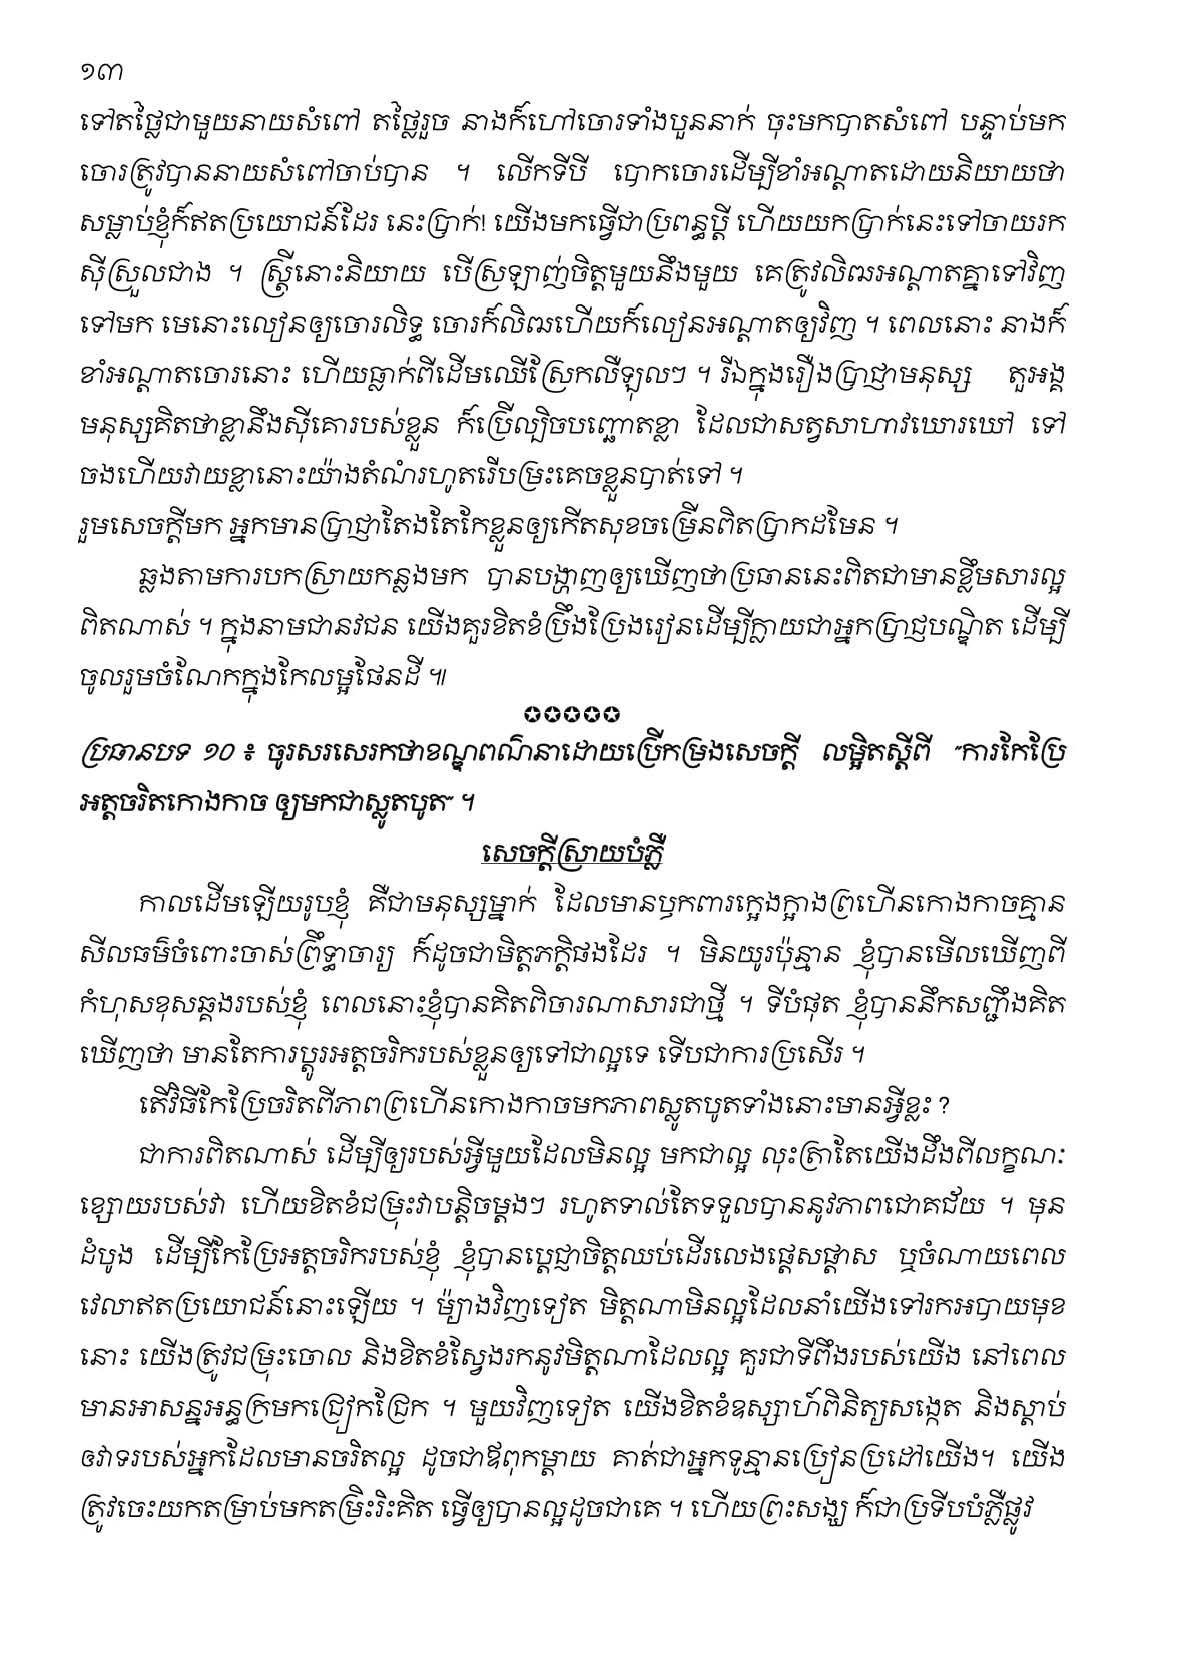 ១៣
ទៅតថ្លៃជាមួយនាយសំពៅ តថ្លៃរួច នាងក៏ហៅចោរទាំងបួននាក់ ចុះមកបាតសំពៅ បន្ទាប់មក
ចោរត្រូវបាននាយសំពៅចាប់បាន ។ លើកទីបី បោកចោរដើម្បីខាំអណ្ដាតដោយនិយាយថា
សម្លាប់ខ្ញុំក៏ឥតប្រយោជន៍ដែរ នេះប្រាក់! យើងមកធ្វើជាប្រពន្ធប្ដី ហើយយកប្រាក់នេះទៅចាយរក
ស៊ីស្រួលជាង ។ ស្ត្រីនោះនិយាយ បើស្រឡាញ់ចិត្តមួយនឹងមួយ គេត្រូវលិឍអណ្ដាតគ្នាទៅវិញ
ទៅមក មេនោះលៀនឲ្យចោរលិទ្ធ ចោរក៏លិឍហើយក៏លៀនអណ្ដាតឲ្យវិញ ។ ពេលនោះ នាងក៏
ខាំអណ្ដាតចោរនោះ ហើយធ្លាក់ពីដើមឈើស្រែកលឺឡុលៗ ។ រីឯក្នុងរឿងប្រាជ្ញាមនុស្ស តួអង្គ
មនុស្សគិតថាខ្លានឹងស៊ីគោរបស់ខ្លួន ក៏ប្រើល្បិចបញ្ឆោតខ្លា ដែលជាសត្វសាហាវឃោរឃៅ ទៅ
ចងហើយវាយខ្លានោះយ៉ាងតំណំរហូតរើបម្រះគេចខ្លួនបាត់ទៅ ។
រួមសេចក្ដីមក អ្នកមានប្រាជ្ញាតែងតែកែខ្លួនឲ្យកើតសុខចម្រើនពិតប្រាកដមែន ។
ឆ្លងតាមការបកស្រាយកន្លងមក បានបង្ហាញឲ្យឃើញថាប្រធាននេះពិតជាមានខ្លឹមសារល្អ
ពិតណាស់ ។ ក្នុងនាមជានវជន យើងគួរខិតខំប្រឹងប្រែងរៀនដើម្បីក្លាយជាអ្នកប្រាជ្ញបណ្ឌិត ដើម្បី
ចូលរួមចំណែកក្នុងកែលម្អផែនដី ៕
✪✪✪✪✪
ប្រធានបទ ១០ ៖ ចូរសរសេរកថាខណ្ឌពណ៌នាដោយប្រើកម្រងសេចក្ដី លម្អិតស្ដីពី “ការកែប្រែ
អត្តចរិតកោងកាច ឲ្យមកជាស្លូតបូត” ។
សេចក្ដីស្រាយបំភ្លឺ
កាលដើមឡើយរូបខ្ញុំ គឺជាមនុស្សម្នាក់ ដែលមានឫកពារក្អេងក្អាងព្រហើនកោងកាចគ្មាន
សីលធម៌ចំពោះចាស់ព្រឹទ្ធាចារ្យ ក៏ដូចជាមិត្តភក្ដិផងដែរ ។ មិនយូរប៉ុន្មាន ខ្ញុំបានមើលឃើញពី
កំហុសខុសឆ្គងរបស់ខ្ញុំ ពេលនោះខ្ញុំបានគិតពិចារណាសារជាថ្មី ។ ទីបំផុត ខ្ញុំបាននឹកសញ្ជឹងគិត
ឃើញថា មានតែការប្ដូរអត្តចរិករបស់ខ្លួនឲ្យទៅជាល្អទេ ទើបជាការប្រសើរ ។
តើវិធីកែប្រែចរិតពីភាពព្រហើនកោងកាចមកភាពស្លូតបូតទាំងនោះមានអ្វីខ្លះ ?
ជាការពិតណាស់ ដើម្បីឲ្យរបស់អ្វីមួយដែលមិនល្អ មកជាល្អ លុះត្រាតែយើងដឹងពីលក្ខណៈ
ខ្សោយរបស់វា ហើយខិតខំជម្រុះវាបន្តិចម្ដងៗ រហូតទាល់តែទទួលបាននូវភាពជោគជ័យ ។ មុន
ដំបូង ដើម្បីកែប្រែអត្តចរិករបស់ខ្ញុំ ខ្ញុំបានប្ដេជ្ញាចិត្តឈប់ដើរលេងផ្ដេសផ្ដាស ឬចំណាយពេល
វេលាឥតប្រយោជន៍នោះឡើយ ។ ម៉្យាងវិញទៀត មិត្តណាមិនល្អដែលនាំយើងទៅរកអបាយមុខ
នោះ យើងត្រូវជម្រុះចោល និងខិតខំស្វែងរកនូវមិត្តណាដែលល្អ គួរជាទីពឹងរបស់យើង នៅពេល
មានអាសន្នអន្ធក្រមកជ្រៀកជ្រែក ។ មួយវិញទៀត យើងខិតខំឧស្សាហ៍ពិនិត្យសង្កេត និងស្ដាប់
ឲវាទរបស់អ្នកដែលមានចរិតល្អ ដូចជាឪពុកម្ដាយ គាត់ជាអ្នកទូន្មានប្រៀនប្រដៅយើង។ យើង
ត្រូវចេះយកតម្រាប់មកតម្រិះរិះគិត ធ្វើឲ្យបានល្អដូចជាគេ ។ ហើយព្រះសង្ឃ ក៏ជាប្រទីបបំភ្លឺផ្លូវ